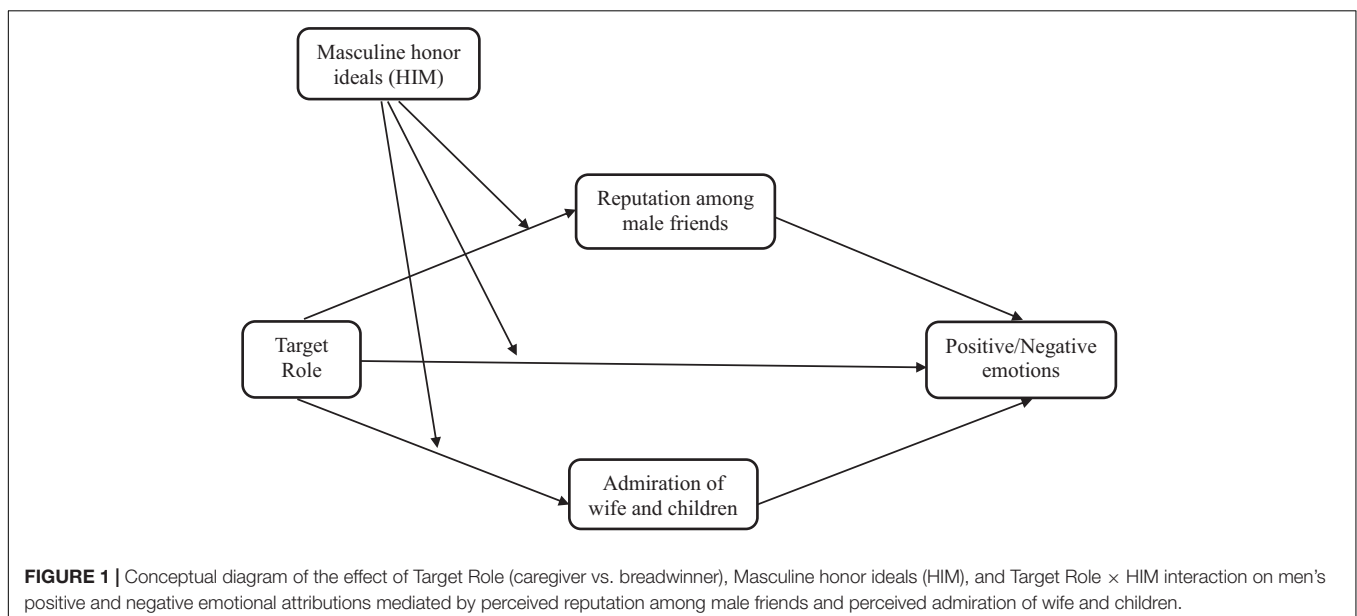 Masculine honor
ideals (HIM)
Reputation among
male friends
Target
Role
Positive/Negative
emotions
Admiration of
wife and children
FIGURE 1 | Conceptual diagram of the effect of Target Role (caregiver vs. breadwinner), Masculine honor ideals (HIM), and Target Role × HIM interaction on men's
positive and negative emotional attributions mediated by perceived reputation among male friends and perceived admiration of wife and children.